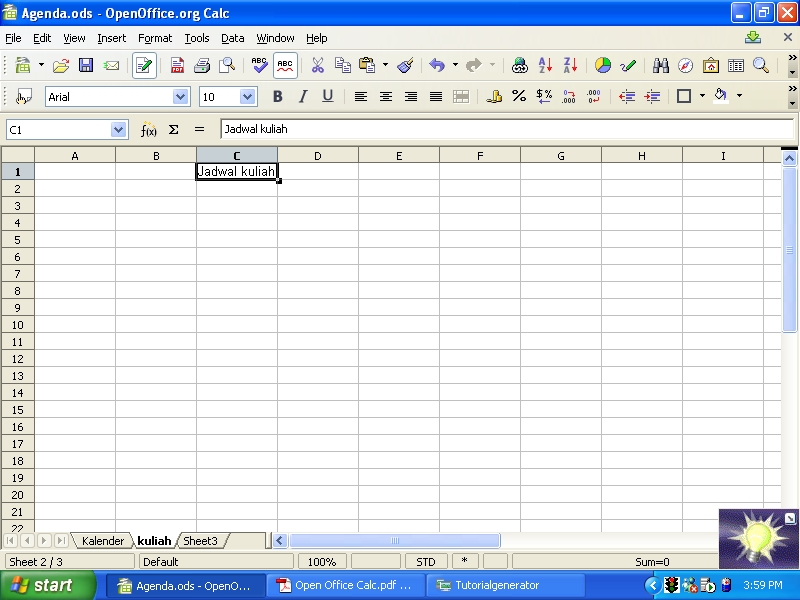 Agenda.ods - OpenOffice.org Calc
File Edit View Insert Format Tools Data Window Help
Arial 10
C1 f(x) Σ = Jadwal kuliah
A B C D E F G H I
1 Jadwal kuliah
2
3
4
5
6
7
8
9
10
11
12
13
14
15
16
17
18
19
20
21
22
Kalender kuliah Sheet3
Sheet 2 / 3 Default 100% STD * Sum=0
start Agenda.ods - OpenO... Open Office Calc.pdf ... Tutorialgenerator 3:59 PM